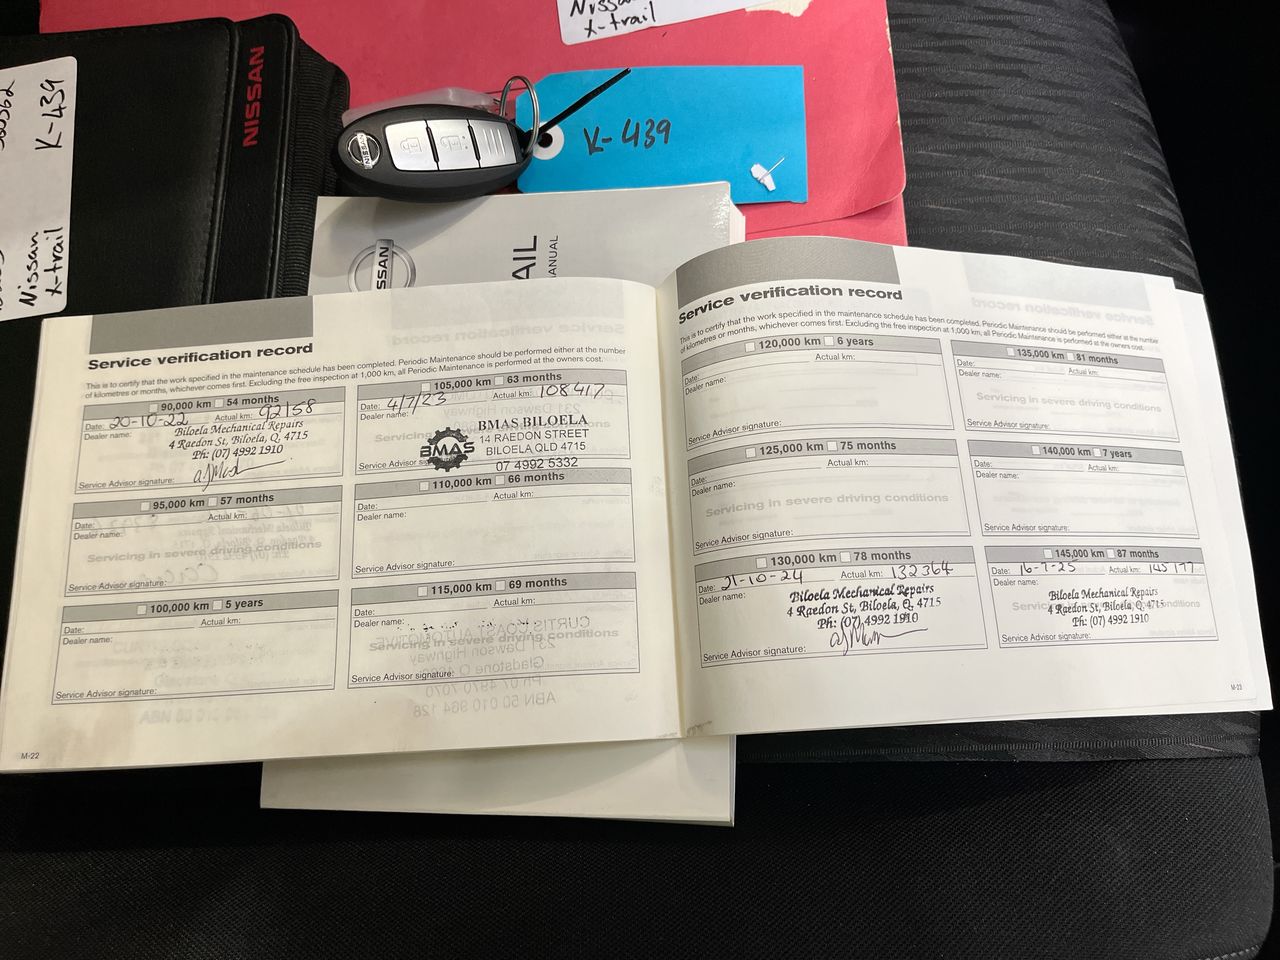 Nissan
x-trail
NISSAN
K-439
Nissan
x-trail
NISSAN
K-439
NISSAN
AIL
ANUAL
Service verification record
This is to certify that the work specified in the maintenance schedule has been completed. Periodic Maintenance should be performed either at the number
of kilometres or months, whichever comes first. Excluding the free inspection at 1,000 km, all Periodic Maintenance is performed at the owners cost.
90,000 km 54 months
Date: 20-10-22 Actual km: 92158
Dealer name:
Biloela Mechanical Repairs
4 Raedon St, Biloela, Q, 4715
Ph: (07) 4992 1910
Service Advisor signature:
95,000 km 57 months
Date: Actual km:
Dealer name:
Servicing in severe driving conditions
Service Advisor signature:
100,000 km 5 years
Date: Actual km:
Dealer name:
Service Advisor signature:
105,000 km 63 months
Date: 4/7/23 Actual km: 108417
Dealer name:
BMAS
BMAS BILOELA
14 RAEDON STREET
BILOELA QLD 4715
07 4992 5332
Service Advisor
110,000 km 66 months
Date: Actual km:
Dealer name:
Service Advisor signature:
115,000 km 69 months
Date: Actual km:
Dealer name:
Servicing in severe driving conditions
Service Advisor signature:
M-22
Service verification record
This is to certify that the work specified in the maintenance schedule has been completed. Periodic Maintenance should be performed either at the number
of kilometres or months, whichever comes first. Excluding the free inspection at 1,000 km, all Periodic Maintenance is performed at the owners cost.
120,000 km 6 years
Date: Actual km:
Dealer name:
Service Advisor signature:
125,000 km 75 months
Date: Actual km:
Dealer name:
Servicing in severe driving conditions
Service Advisor signature:
130,000 km 78 months
Date: 21-10-24 Actual km: 132364
Dealer name:
Biloela Mechanical Repairs
4 Raedon St, Biloela, Q, 4715
Ph: (07) 4992 1910
Service Advisor signature:
135,000 km 81 months
Date: Actual km:
Dealer name:
Servicing in severe driving conditions
Service Advisor signature:
140,000 km 7 years
Date: Actual km:
Dealer name:
Service Advisor signature:
145,000 km 87 months
Date: 16-7-25 Actual km: 145177
Dealer name:
Biloela Mechanical Repairs
4 Raedon St, Biloela, Q, 4715
Ph: (07) 4992 1910
Service Advisor signature:
M-23